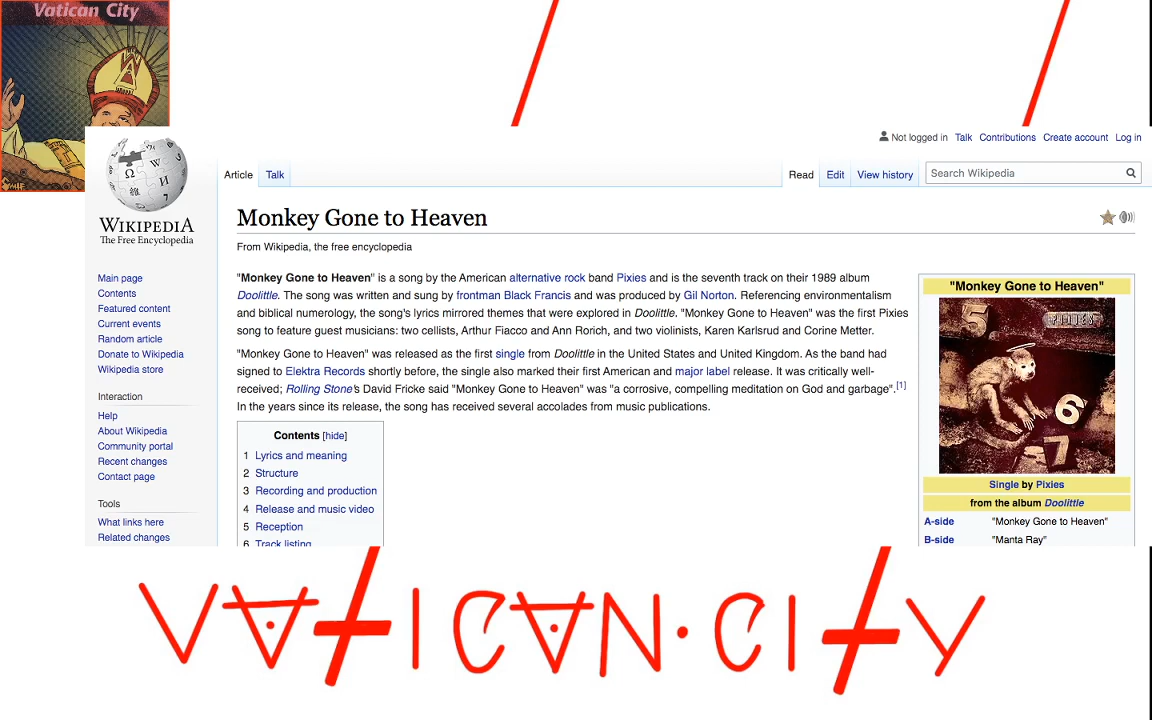 Vatican City
Not logged in Talk Contributions Create account Log in
Article Talk Read Edit View history Search Wikipedia
WIKIPEDIA
The Free Encyclopedia
Monkey Gone to Heaven
From Wikipedia, the free encyclopedia
Main page
Contents
Featured content
Current events
Random article
Donate to Wikipedia
Wikipedia store
Interaction
Help
About Wikipedia
Community portal
Recent changes
Contact page
Tools
What links here
Related changes
"Monkey Gone to Heaven" is a song by the American alternative rock band Pixies and is the seventh track on their 1989 album
Doolittle. The song was written and sung by frontman Black Francis and was produced by Gil Norton. Referencing environmentalism
and biblical numerology, the song's lyrics mirrored themes that were explored in Doolittle. "Monkey Gone to Heaven" was the first Pixies
song to feature guest musicians: two cellists, Arthur Fiacco and Ann Rorich, and two violinists, Karen Karlsrud and Corine Metter.
"Monkey Gone to Heaven" was released as the first single from Doolittle in the United States and United Kingdom. As the band had
signed to Elektra Records shortly before, the single also marked their first American and major label release. It was critically well-
received; Rolling Stone's David Fricke said "Monkey Gone to Heaven" was "a corrosive, compelling meditation on God and garbage".[1]
In the years since its release, the song has received several accolades from music publications.
Contents [hide]
1 Lyrics and meaning
2 Structure
3 Recording and production
4 Release and music video
5 Reception
6 Track listing
"Monkey Gone to Heaven"
5
PIXIES
6
7
Single by Pixies
from the album Doolittle
A-side "Monkey Gone to Heaven"
B-side "Manta Ray"
VATICAN·CITY